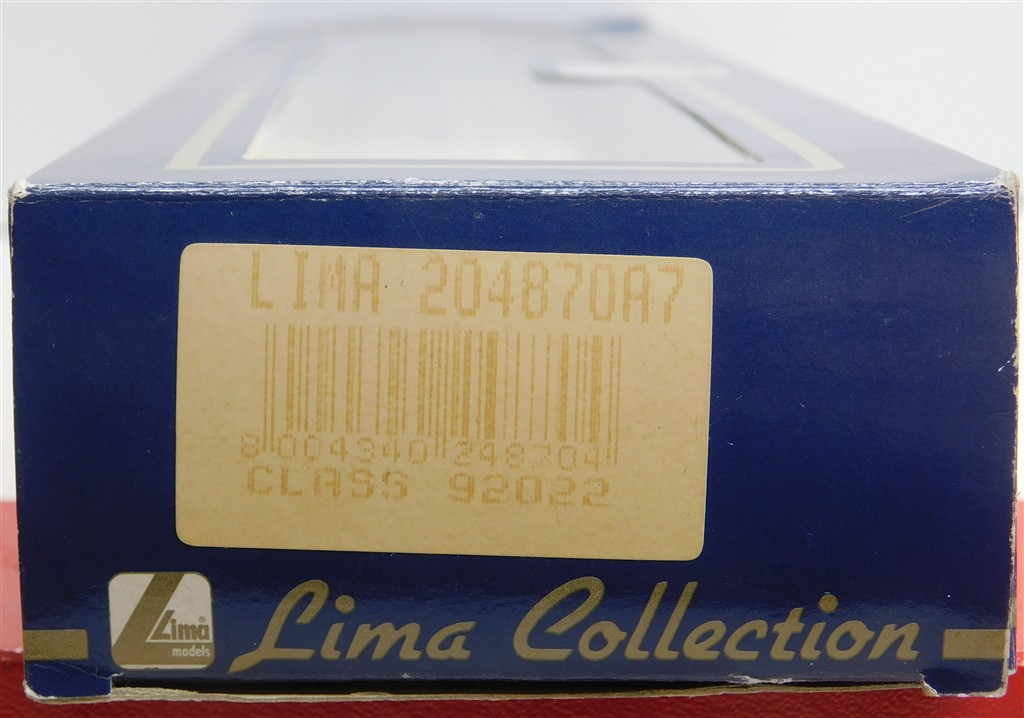 LIMA 204870A7
8 004340 248704
CLASS 92022
Lima®
models
Lima Collection